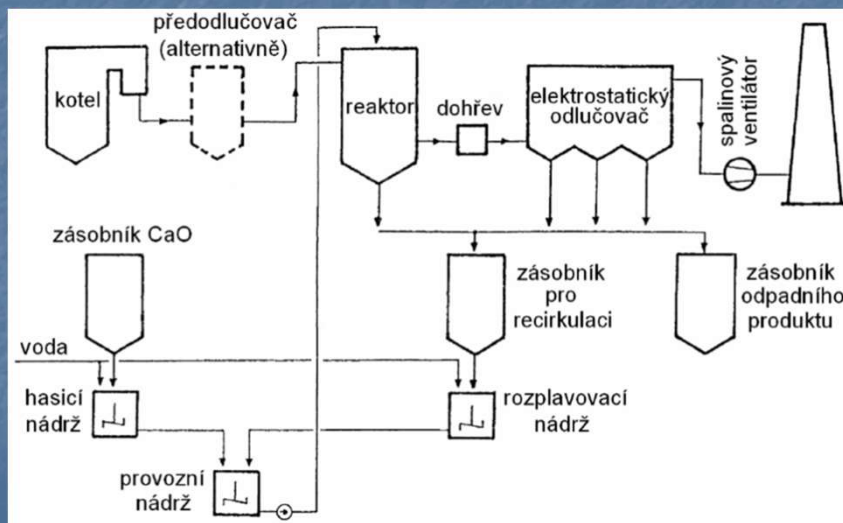 předodlučovač
(alternativně)
kotel
reaktor
dohřev
elektrostatický
odlučovač
spalinový
ventilátor
zásobník CaO
zásobník
pro
recirkulaci
zásobník
odpadního
produktu
voda
hasicí
nádrž
rozplavovací
nádrž
provozní
nádrž